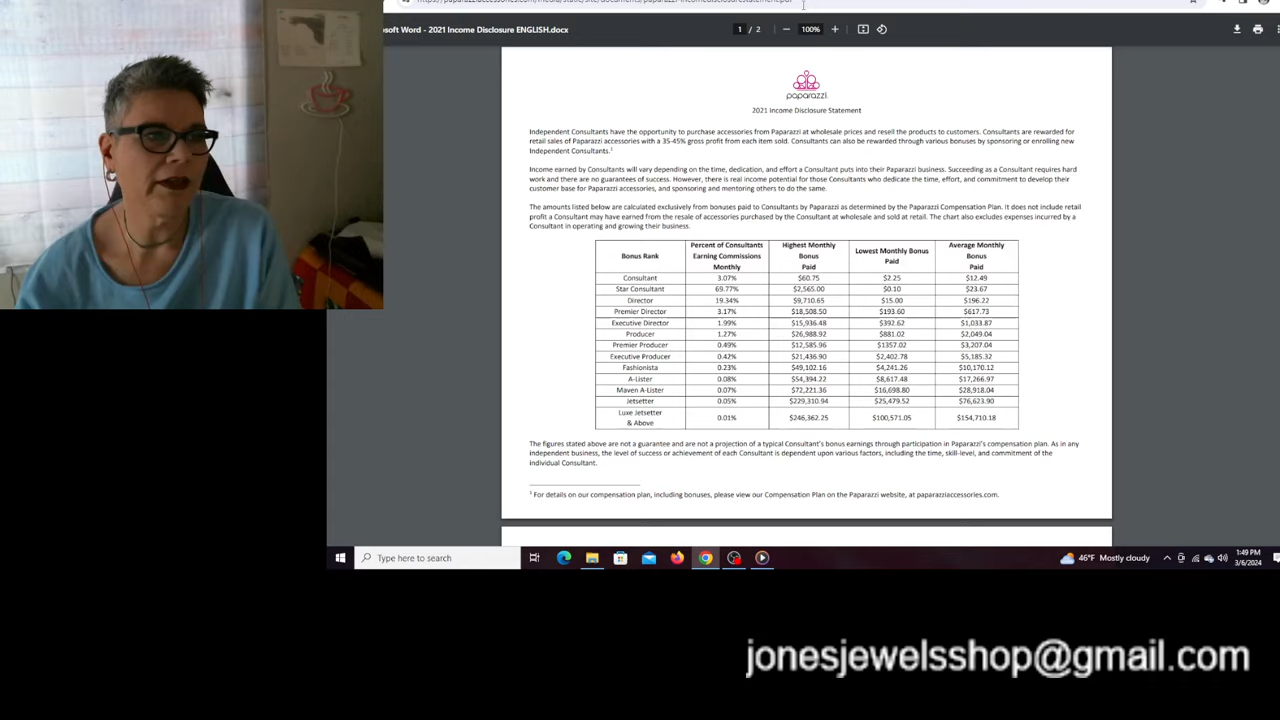 https://paparazziaccessories.com/media/static/site/documents/paparazzi-incomedisclosurestatement.pdf
soft Word - 2021 Income Disclosure ENGLISH.docx
1 / 2
100%
paparazzi.
2021 Income Disclosure Statement
Independent Consultants have the opportunity to purchase accessories from Paparazzi at wholesale prices and resell the products to customers. Consultants are rewarded for
retail sales of Paparazzi accessories with a 35-45% gross profit from each item sold. Consultants can also be rewarded through various bonuses by sponsoring or enrolling new
Independent Consultants.1
Income earned by Consultants will vary depending on the time, dedication, and effort a Consultant puts into their Paparazzi business. Succeeding as a Consultant requires hard
work and there are no guarantees of success. However, there is real income potential for those Consultants who dedicate the time, effort, and commitment to develop their
customer base for Paparazzi accessories, and sponsoring and mentoring others to do the same.
The amounts listed below are calculated exclusively from bonuses paid to Consultants by Paparazzi as determined by the Paparazzi Compensation Plan. It does not include retail
profit a Consultant may have earned from the resale of accessories purchased by the Consultant at wholesale and sold at retail. The chart also excludes expenses incurred by a
Consultant in operating and growing their business.
Bonus Rank Percent of Consultants Earning Commissions Monthly Highest Monthly Bonus Paid Lowest Monthly Bonus Paid Average Monthly Bonus Paid
Consultant 3.07% $60.75 $2.25 $12.49
Star Consultant 69.77% $2,565.00 $0.10 $23.67
Director 19.34% $9,710.65 $15.00 $196.22
Premier Director 3.17% $18,508.50 $193.60 $617.73
Executive Director 1.99% $15,936.48 $392.62 $1,033.87
Producer 1.27% $26,988.92 $881.02 $2,049.04
Premier Producer 0.49% $12,585.96 $1357.02 $3,207.04
Executive Producer 0.42% $21,436.90 $2,402.78 $5,185.32
Fashionista 0.23% $49,102.16 $4,241.26 $10,170.12
A-Lister 0.08% $54,394.22 $8,617.48 $17,266.97
Maven A-Lister 0.07% $72,221.36 $16,698.80 $28,918.04
Jetsetter 0.05% $229,310.94 $25,479.52 $76,623.90
Luxe Jetsetter & Above 0.01% $246,362.25 $100,571.05 $154,710.18
The figures stated above are not a guarantee and are not a projection of a typical Consultant's bonus earnings through participation in Paparazzi's compensation plan. As in any
independent business, the level of success or achievement of each Consultant is dependent upon various factors, including the time, skill-level, and commitment of the
individual Consultant.
1 For details on our compensation plan, including bonuses, please view our Compensation Plan on the Paparazzi website, at paparazziaccessories.com.
Type here to search
46°F Mostly cloudy
1:49 PM
3/6/2024
jonesjewelsshop@gmail.com